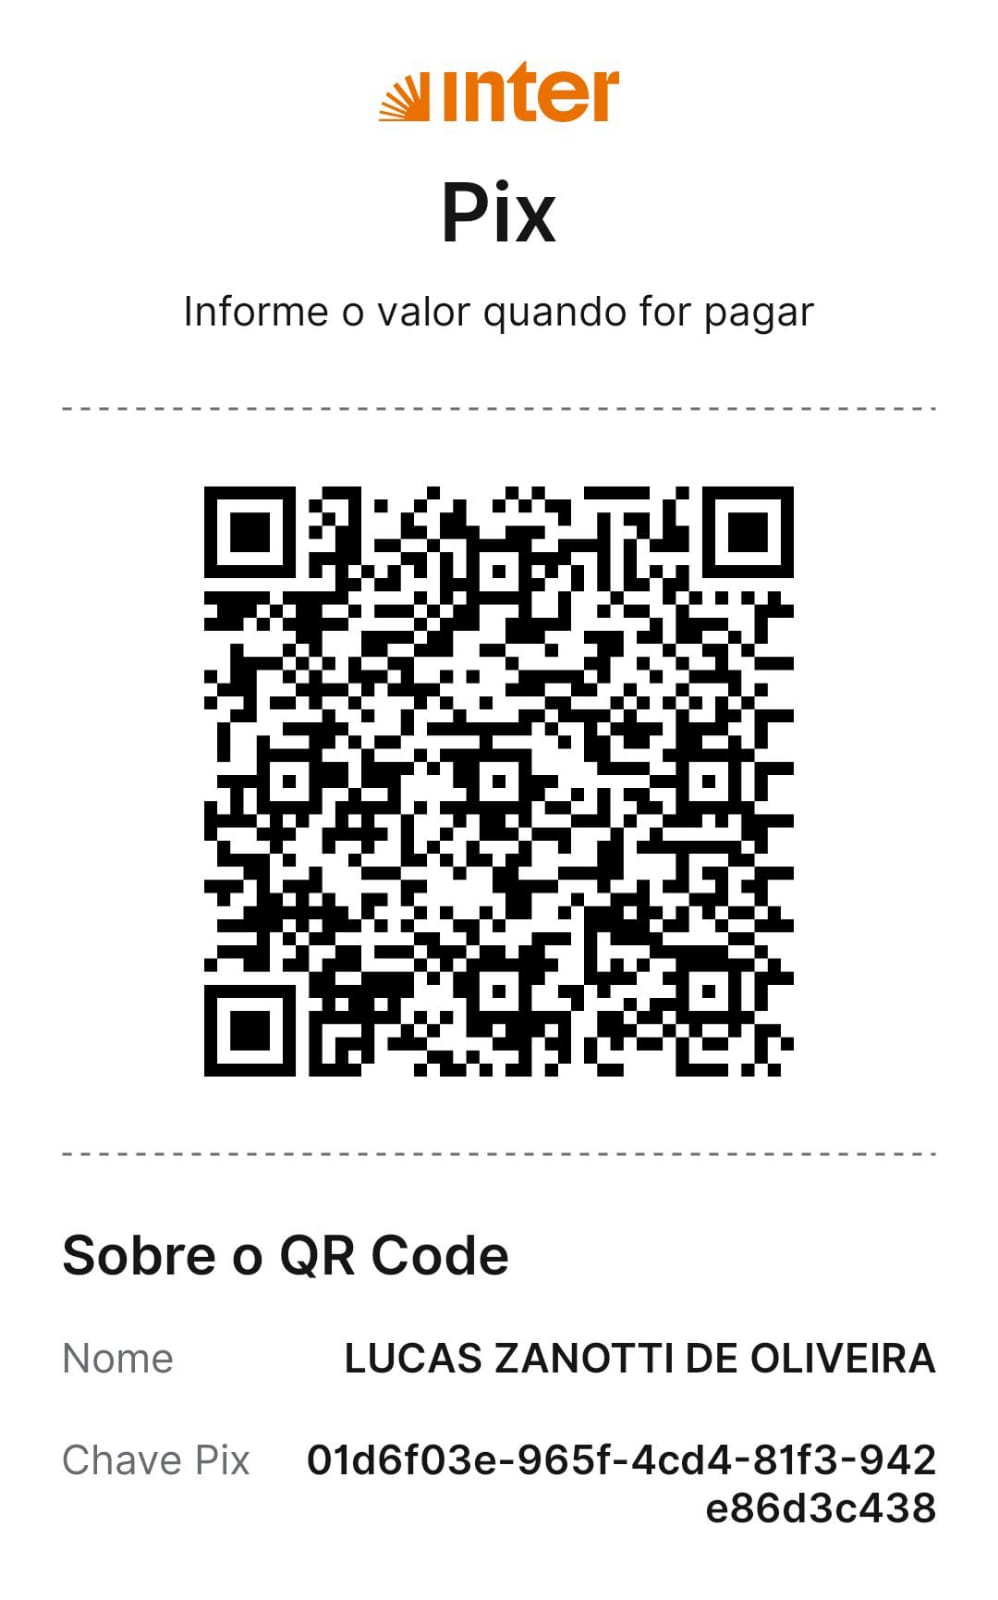 inter
Pix
Informe o valor quando for pagar
Sobre o QR Code
Nome LUCAS ZANOTTI DE OLIVEIRA
Chave Pix 01d6f03e-965f-4cd4-81f3-942
e86d3c438